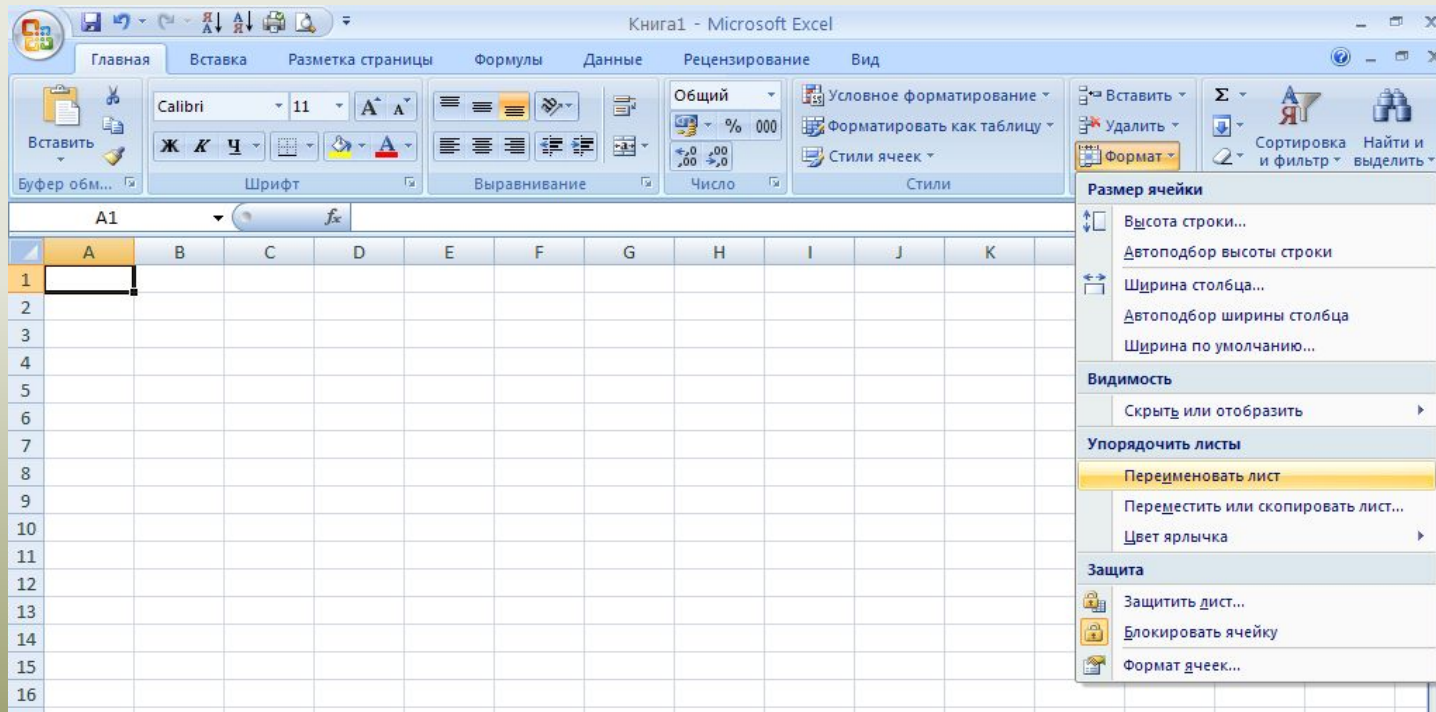 Книга1 - Microsoft Excel
Главная Вставка Разметка страницы Формулы Данные Рецензирование Вид
Вставить
Буфер обм...
Calibri 11
Ж К Ч
Шрифт
Выравнивание
Общий
% 000
Число
Условное форматирование
Форматировать как таблицу
Стили ячеек
Стили
Вставить
Удалить
Формат
Σ
Сортировка и фильтр
Найти и выделить
A1
fx
A B C D E F G H I J K
1
2
3
4
5
6
7
8
9
10
11
12
13
14
15
16
Размер ячейки
Высота строки...
Автоподбор высоты строки
Ширина столбца...
Автоподбор ширины столбца
Ширина по умолчанию...
Видимость
Скрыть или отобразить
Упорядочить листы
Переименовать лист
Переместить или скопировать лист...
Цвет ярлычка
Защита
Защитить лист...
Блокировать ячейку
Формат ячеек...